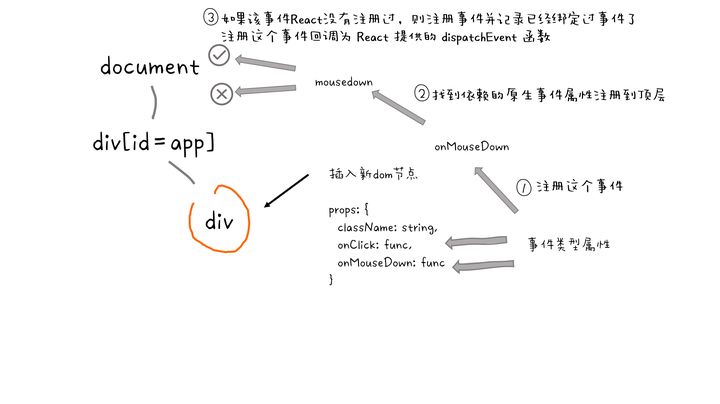 ③ 如果该事件React没有注册过，则注册事件并记录已经绑定过事件了
注册这个事件回调为 React 提供的 dispatchEvent 函数
document
mousedown
② 找到依赖的原生事件属性注册到顶层
div[id=app]
onMouseDown
插入新dom节点
① 注册这个事件
div
props: {
className: string,
onClick: func,
事件类型属性
onMouseDown: func
}